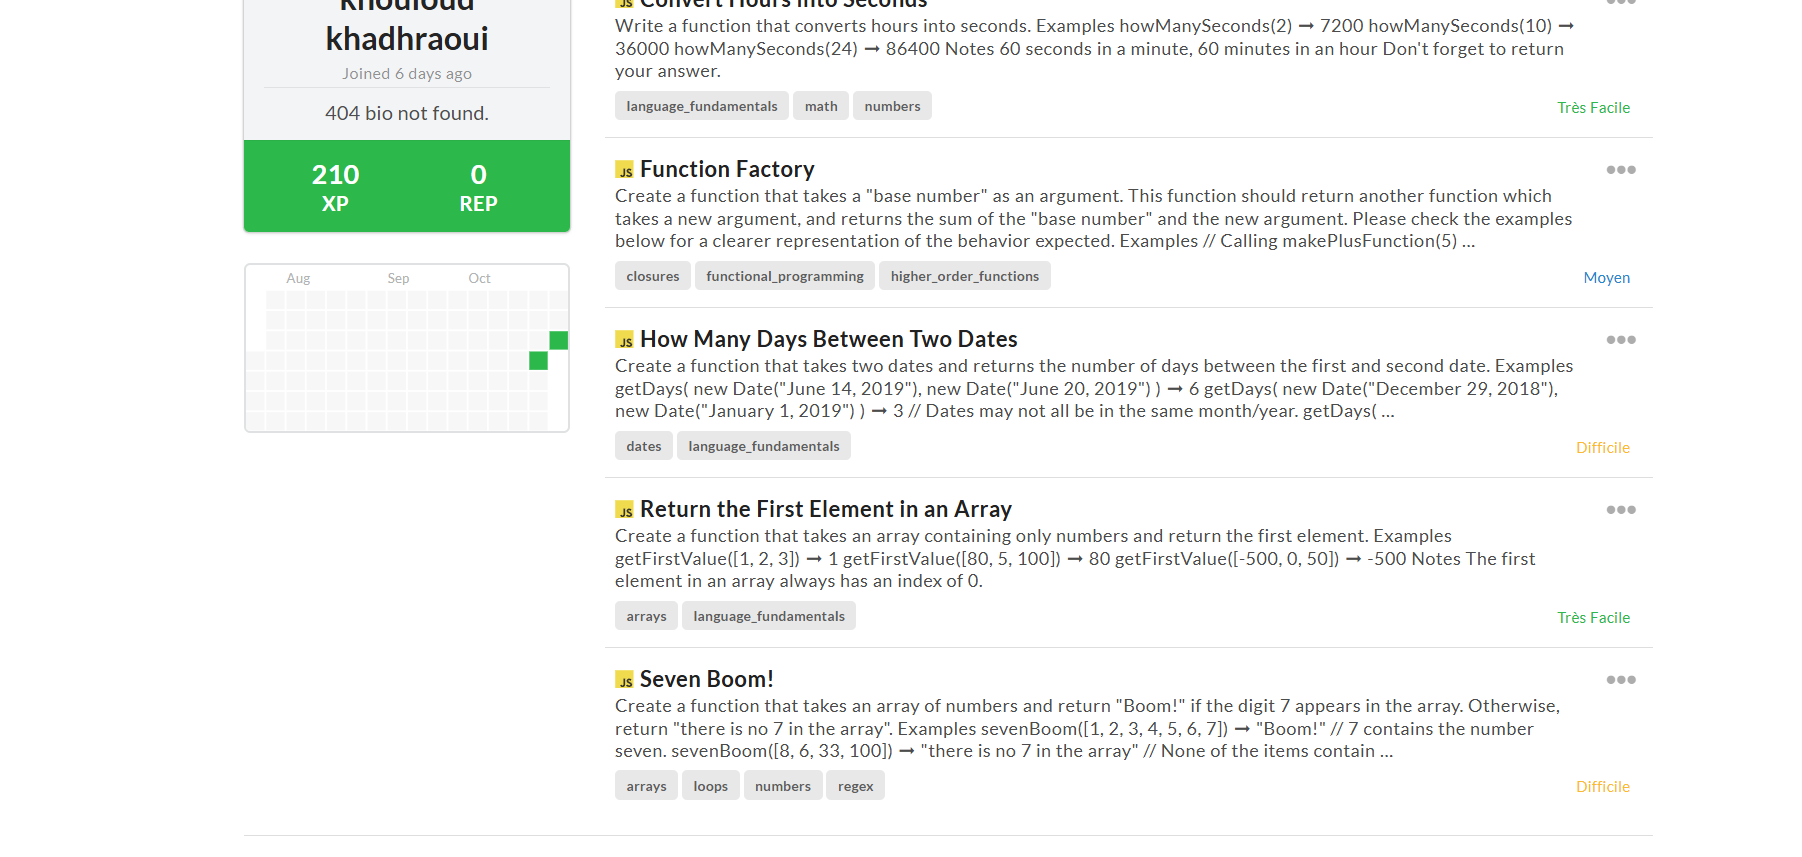 khouloud
khadhraoui
Joined 6 days ago
404 bio not found.
210
XP
0
REP
Aug Sep Oct
JS Convert Hours into Seconds
Write a function that converts hours into seconds. Examples howManySeconds(2) ➞ 7200 howManySeconds(10) ➞
36000 howManySeconds(24) ➞ 86400 Notes 60 seconds in a minute, 60 minutes in an hour Don't forget to return
your answer.
language_fundamentals math numbers
Très Facile
JS Function Factory
Create a function that takes a "base number" as an argument. This function should return another function which
takes a new argument, and returns the sum of the "base number" and the new argument. Please check the examples
below for a clearer representation of the behavior expected. Examples // Calling makePlusFunction(5) ...
closures functional_programming higher_order_functions
Moyen
JS How Many Days Between Two Dates
Create a function that takes two dates and returns the number of days between the first and second date. Examples
getDays( new Date("June 14, 2019"), new Date("June 20, 2019") ) ➞ 6 getDays( new Date("December 29, 2018"),
new Date("January 1, 2019") ) ➞ 3 // Dates may not all be in the same month/year. getDays( ...
dates language_fundamentals
Difficile
JS Return the First Element in an Array
Create a function that takes an array containing only numbers and return the first element. Examples
getFirstValue([1, 2, 3]) ➞ 1 getFirstValue([80, 5, 100]) ➞ 80 getFirstValue([-500, 0, 50]) ➞ -500 Notes The first
element in an array always has an index of 0.
arrays language_fundamentals
Très Facile
JS Seven Boom!
Create a function that takes an array of numbers and return "Boom!" if the digit 7 appears in the array. Otherwise,
return "there is no 7 in the array". Examples sevenBoom([1, 2, 3, 4, 5, 6, 7]) ➞ "Boom!" // 7 contains the number
seven. sevenBoom([8, 6, 33, 100]) ➞ "there is no 7 in the array" // None of the items contain ...
arrays loops numbers regex
Difficile